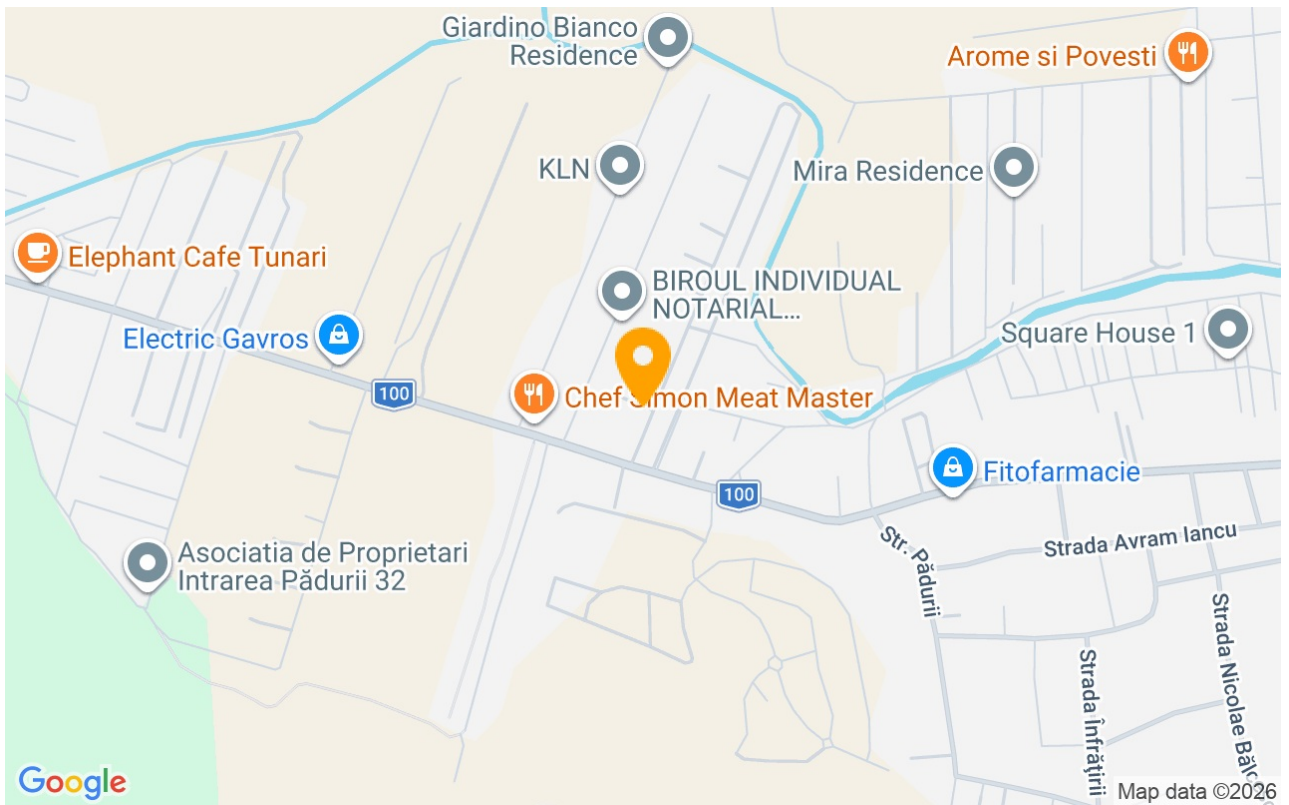 Giardino Bianco
Residence
Arome si Povesti
KLN
Mira Residence
Elephant Cafe Tunari
BIROUL INDIVIDUAL
NOTARIAL...
Electric Gavros
Square House 1
100
Chef Simon Meat Master
Fitofarmacie
100
Str. Pădurii
Strada Avram Iancu
Asociatia de Proprietari
Intrarea Pădurii 32
Strada Înfrățirii
Strada Nicolae
Google
Map data ©2026